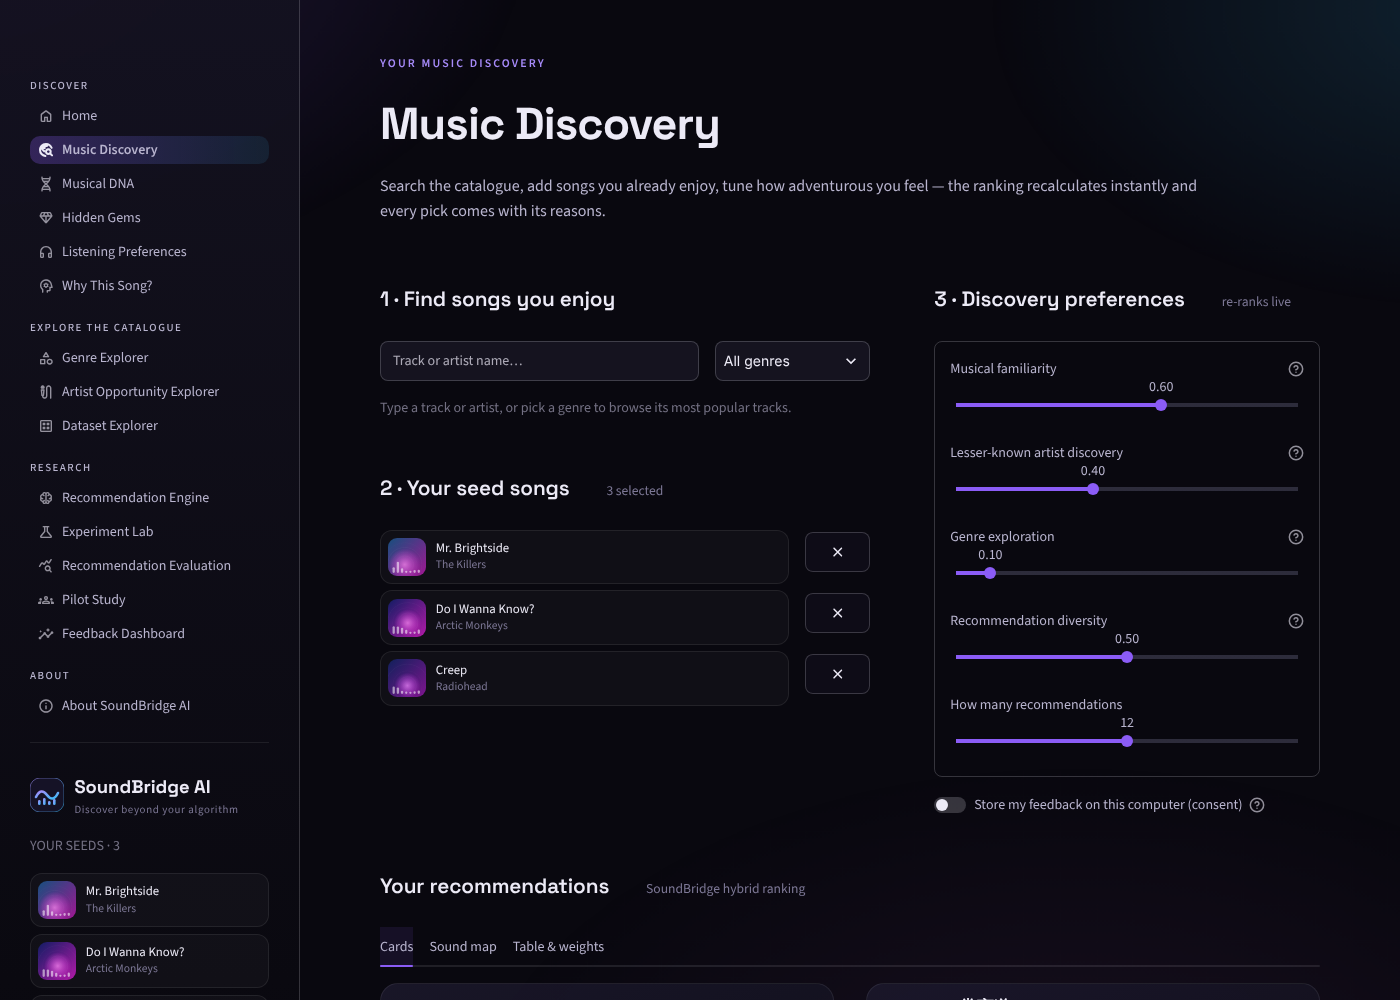 DISCOVER
Home
Music Discovery
Musical DNA
Hidden Gems
Listening Preferences
Why This Song?
EXPLORE THE CATALOGUE
Genre Explorer
Artist Opportunity Explorer
Dataset Explorer
RESEARCH
Recommendation Engine
Experiment Lab
Recommendation Evaluation
Pilot Study
Feedback Dashboard
ABOUT
About SoundBridge AI
SoundBridge AI
Discover beyond your algorithm
YOUR SEEDS · 3
Mr. Brightside
The Killers
Do I Wanna Know?
Arctic Monkeys
YOUR MUSIC DISCOVERY
Music Discovery
Search the catalogue, add songs you already enjoy, tune how adventurous you feel — the ranking recalculates instantly and
every pick comes with its reasons.
1 · Find songs you enjoy
Track or artist name…
All genres
Type a track or artist, or pick a genre to browse its most popular tracks.
2 · Your seed songs
3 selected
Mr. Brightside
The Killers
Do I Wanna Know?
Arctic Monkeys
Creep
Radiohead
3 · Discovery preferences
re-ranks live
Musical familiarity
0.60
Lesser-known artist discovery
0.40
Genre exploration
0.10
Recommendation diversity
0.50
How many recommendations
12
Store my feedback on this computer (consent)
Your recommendations
SoundBridge hybrid ranking
Cards
Sound map
Table & weights